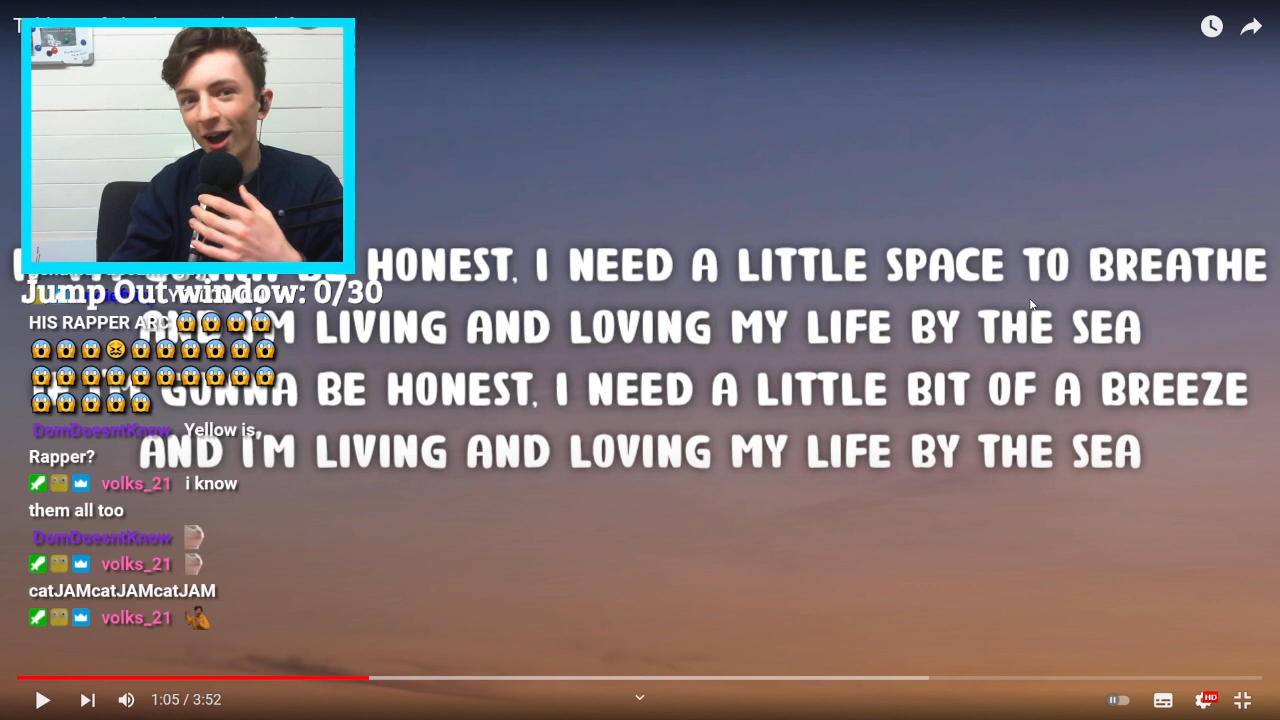 HONEST, I NEED A LITTLE SPACE TO BREATHE
Jump Out window: 0/30
HIS RAPPER ARC
I'M LIVING AND LOVING MY LIFE BY THE SEA
GONNA BE HONEST, I NEED A LITTLE BIT OF A BREEZE
DomDoesntKnow Yellow is,
Rapper?
AND I'M LIVING AND LOVING MY LIFE BY THE SEA
volks_21 i know
them all too
DomDoesntKnow
volks_21
catJAMcatJAMcatJAM
volks_21
1:05 / 3:52
HD